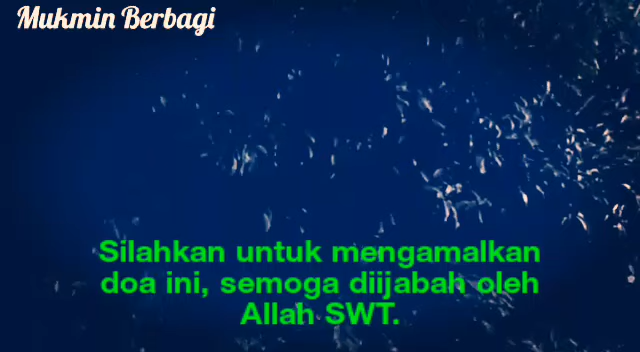 Mukmin Berbagi
Silahkan untuk mengamalkan
doa ini, semoga diijabah oleh
Allah SWT.